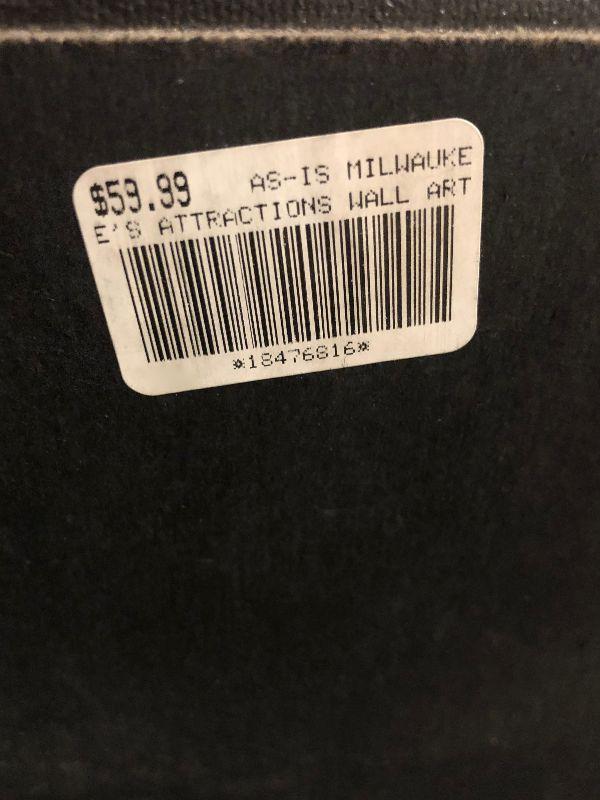 $59.99 AS-IS MILWAUKE
E'S ATTRACTIONS WALL ART
*18476816*